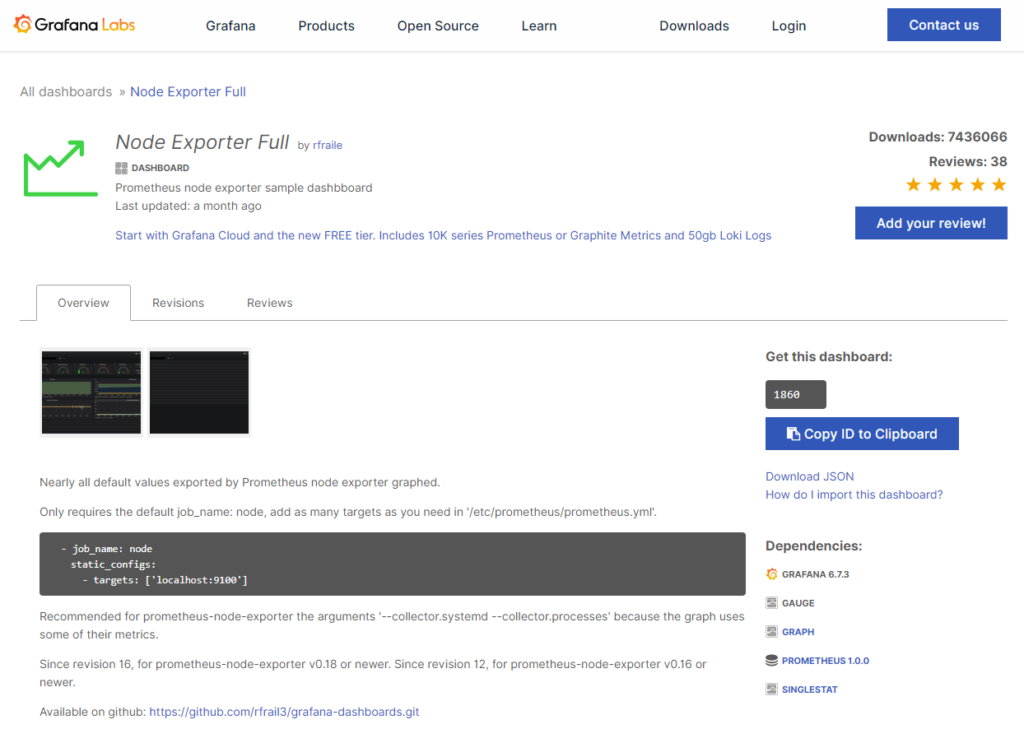 Grafana Labs
Grafana
Products
Open Source
Learn
Downloads
Login
Contact us
All dashboards » Node Exporter Full
Node Exporter Full by rfraile
DASHBOARD
Prometheus node exporter sample dashbboard
Last updated: a month ago
Start with Grafana Cloud and the new FREE tier. Includes 10K series Prometheus or Graphite Metrics and 50gb Loki Logs
Downloads: 7436066
Reviews: 38
Add your review!
Overview
Revisions
Reviews
Nearly all default values exported by Prometheus node exporter graphed.
Only requires the default job_name: node, add as many targets as you need in '/etc/prometheus/prometheus.yml'.
- job_name: node
static_configs:
- targets: ['localhost:9100']
Recommended for prometheus-node-exporter the arguments '--collector.systemd --collector.processes' because the graph uses
some of their metrics.
Since revision 16, for prometheus-node-exporter v0.18 or newer. Since revision 12, for prometheus-node-exporter v0.16 or
newer.
Available on github: https://github.com/rfrail3/grafana-dashboards.git
Get this dashboard:
1860
Copy ID to Clipboard
Download JSON
How do I import this dashboard?
Dependencies:
GRAFANA 6.7.3
GAUGE
GRAPH
PROMETHEUS 1.0.0
SINGLESTAT